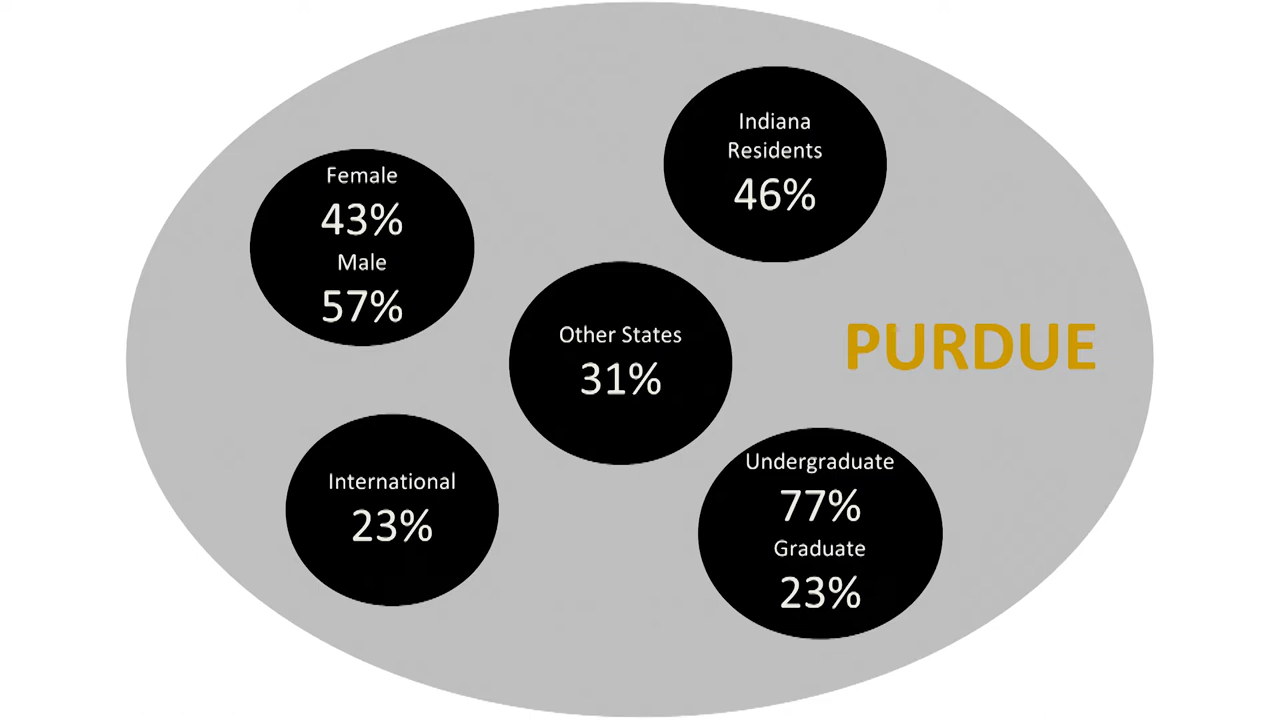 Indiana
Residents
46%
Female
43%
Male
57%
Other States
31%
PURDUE
International
23%
Undergraduate
77%
Graduate
23%